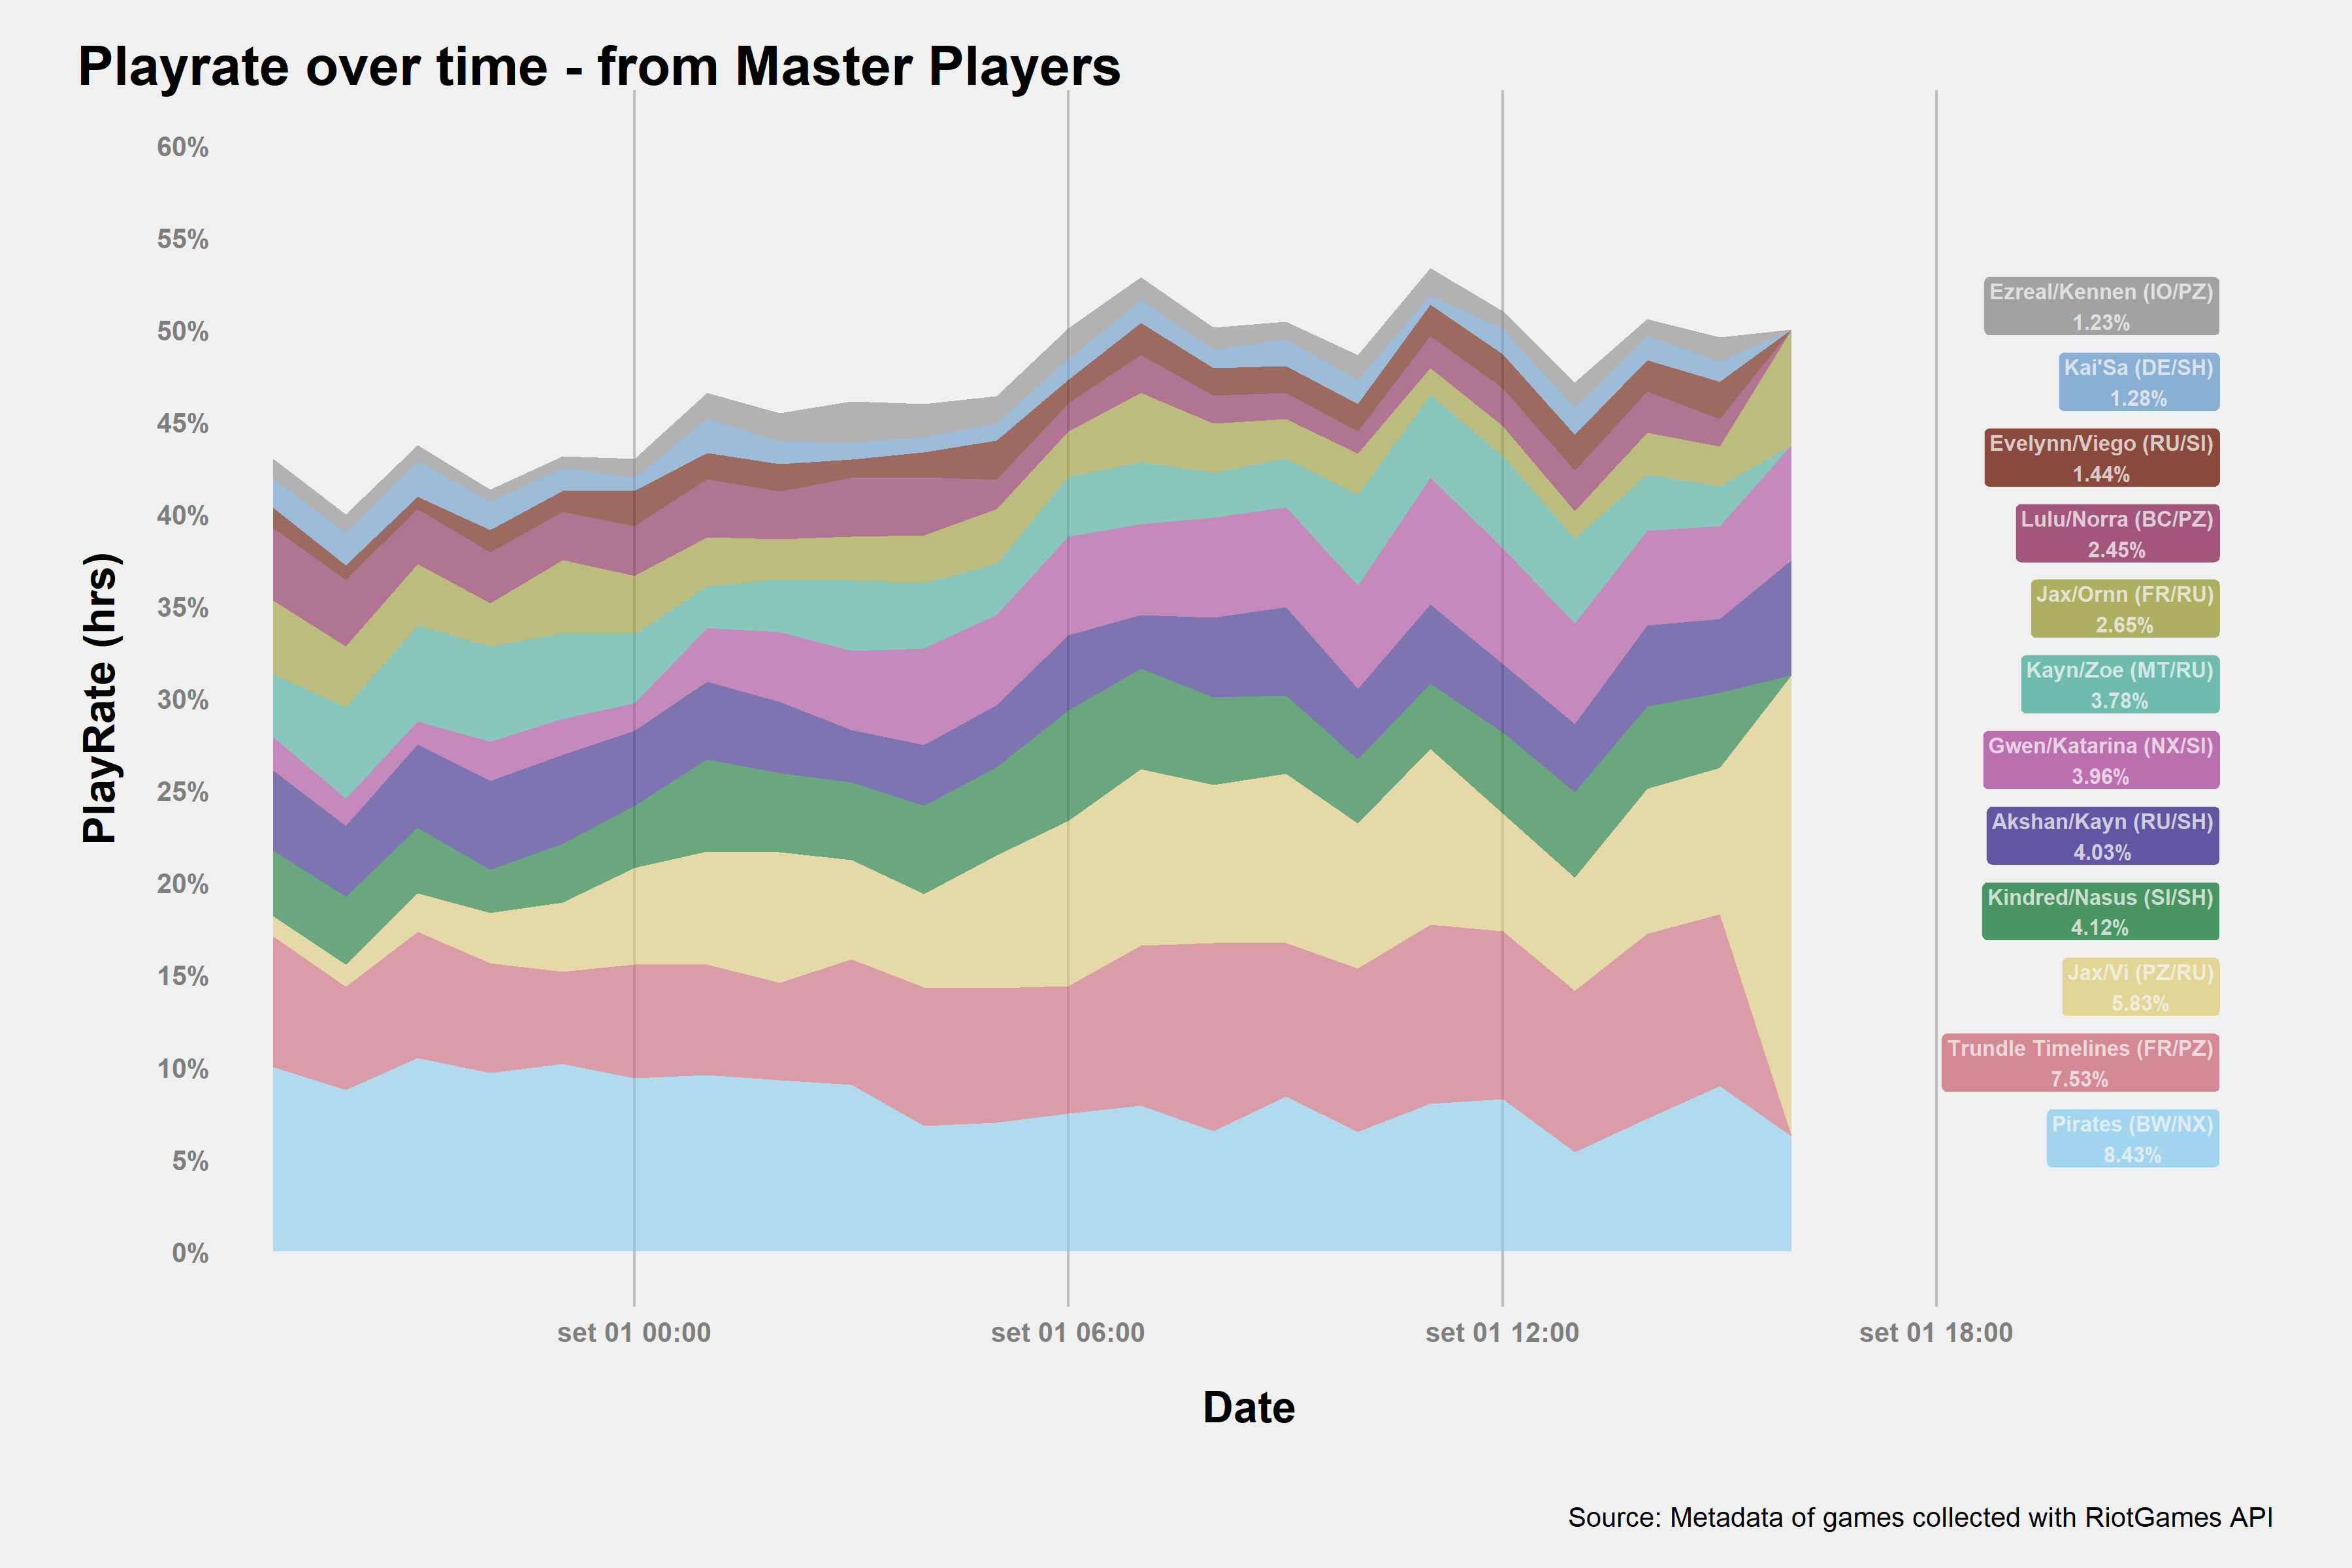 Playrate over time - from Master Players
PlayRate (hrs)
60%
55%
50%
45%
40%
35%
30%
25%
20%
15%
10%
5%
0%
Ezreal/Kennen (IO/PZ)
1.23%
Kai'Sa (DE/SH)
1.28%
Evelynn/Viego (RU/SI)
1.44%
Lulu/Norra (BC/PZ)
2.45%
Jax/Ornn (FR/RU)
2.65%
Kayn/Zoe (MT/RU)
3.78%
Gwen/Katarina (NX/SI)
3.96%
Akshan/Kayn (RU/SH)
4.03%
Kindred/Nasus (SI/SH)
4.12%
Jax/Vi (PZ/RU)
5.83%
Trundle Timelines (FR/PZ)
7.53%
Pirates (BW/NX)
8.43%
set 01 00:00
set 01 06:00
set 01 12:00
set 01 18:00
Date
Source: Metadata of games collected with RiotGames API